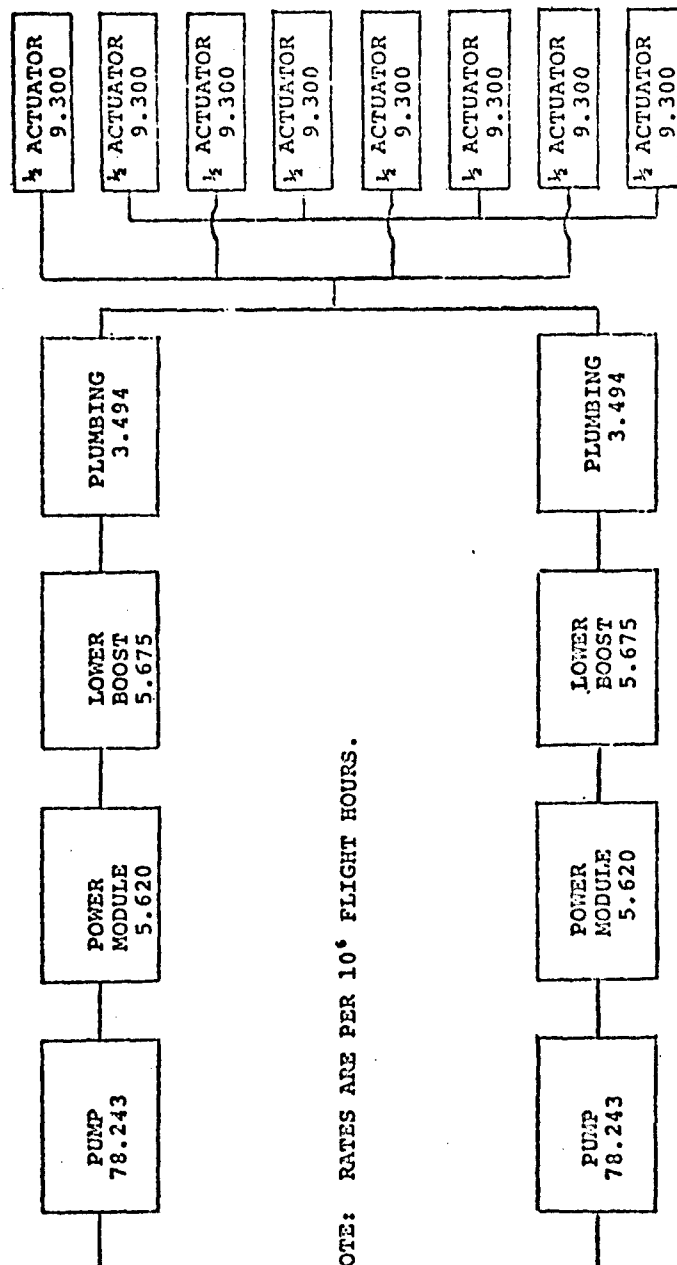 PUMP
78.243
POWER
MODULE
5.620
LOWER
BOOST
5.675
PLUMBING
3.494
½ ACTUATOR
9.300
½ ACTUATOR
9.300
½ ACTUATOR
9.300
½ ACTUATOR
9.300
½ ACTUATOR
9.300
½ ACTUATOR
9.300
½ ACTUATOR
9.300
½ ACTUATOR
9.300
OTE: RATES ARE PER 10⁶ FLIGHT HOURS.
PUMP
78.243
POWER
MODULE
5.620
LOWER
BOOST
5.675
PLUMBING
3.494